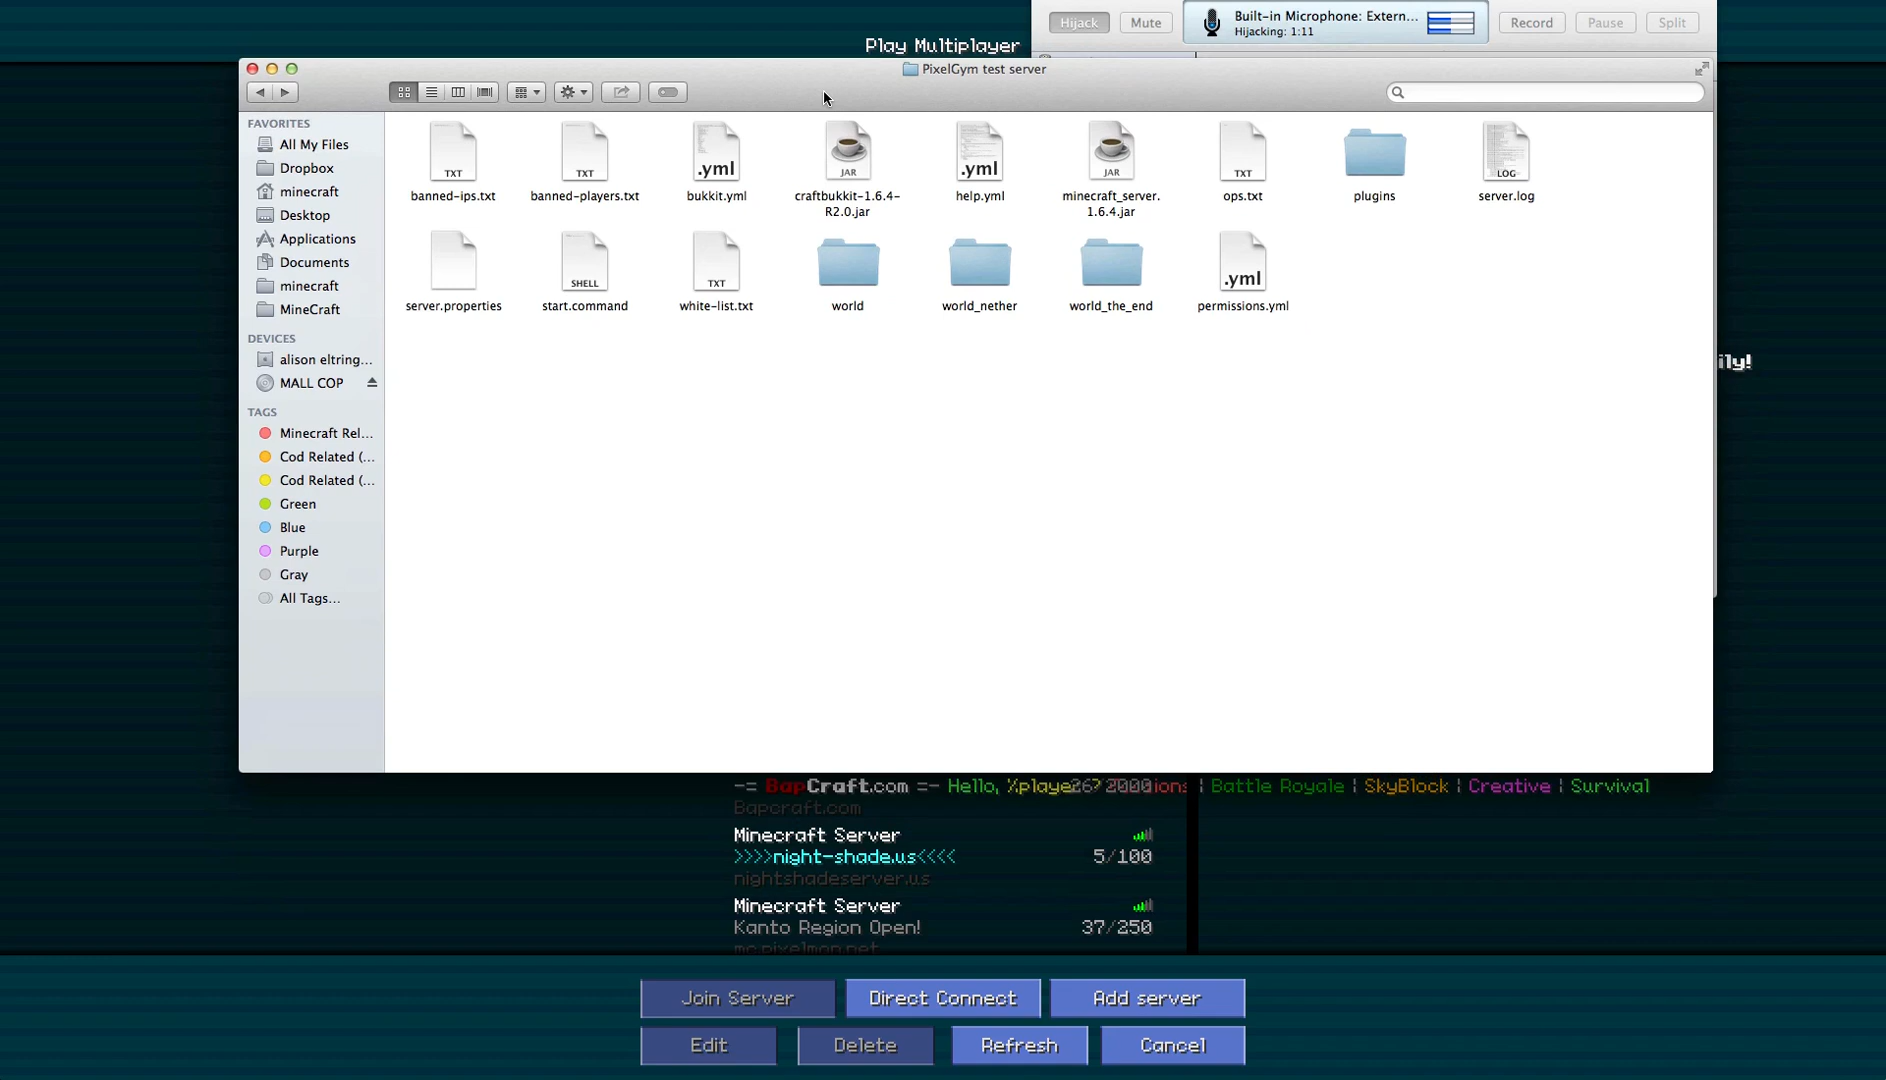 Play Multiplayer
Hijack
Mute
Built-in Microphone: Extern...
Hijacking: 1:11
Record
Pause
Split
PixelGym test server
FAVORITES
All My Files
Dropbox
minecraft
Desktop
Applications
Documents
minecraft
MineCraft
DEVICES
alison eltring...
MALL COP
TAGS
Minecraft Rel...
Cod Related (...
Cod Related (...
Green
Blue
Purple
Gray
All Tags...
TXT
banned-ips.txt
TXT
banned-players.txt
.yml
bukkit.yml
JAR
craftbukkit-1.6.4-
R2.0.jar
.yml
help.yml
JAR
minecraft_server.
1.6.4.jar
TXT
ops.txt
plugins
LOG
server.log
server.properties
SHELL
start.command
TXT
white-list.txt
world
world_nether
world_the_end
.yml
permissions.yml
ily!
-= BapCraft.com =- Hello, %playe | Battle Royale | SkyBlock | Creative | Survival
Bapcraft.com
Minecraft Server
>>>>night-shade.us<<<< 5/100
nightshadeserver.us
Minecraft Server
Kanto Region Open! 37/250
mc.pixelmon.net
Join Server
Direct Connect
Add server
Edit
Delete
Refresh
Cancel